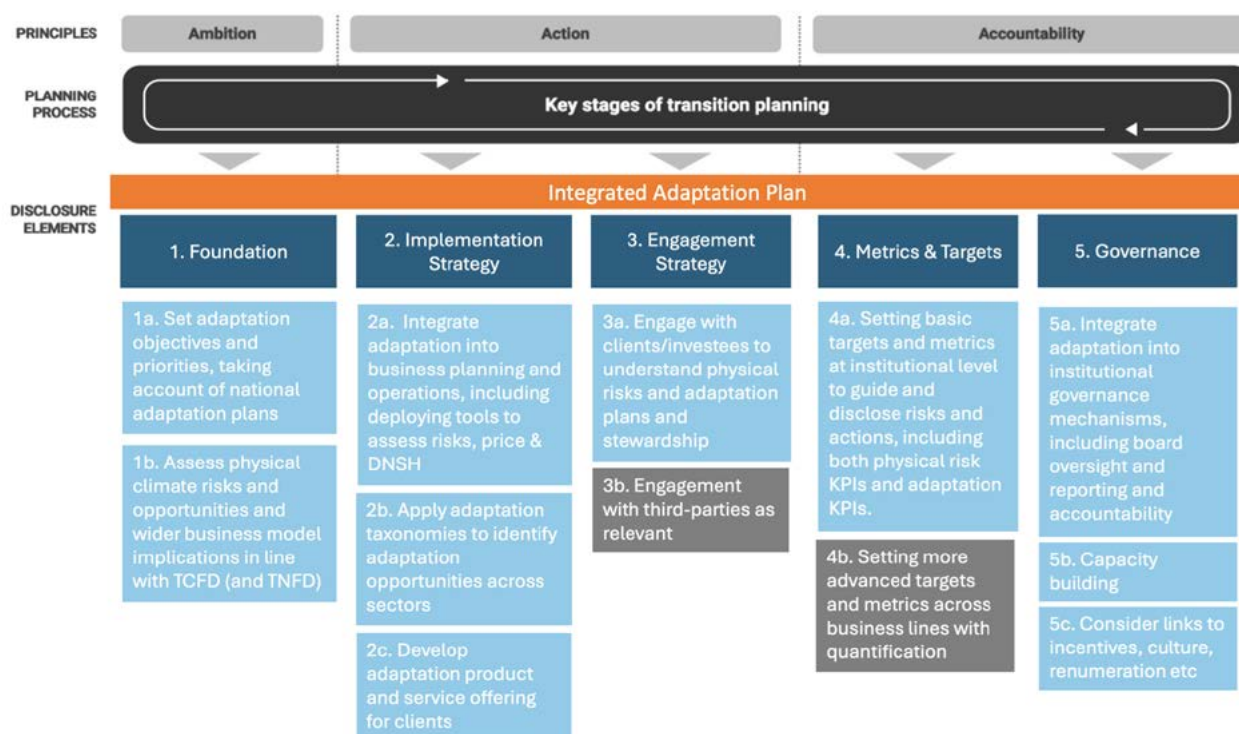 PRINCIPLES
Ambition
Action
Accountability
PLANNING
PROCESS
Key stages of transition planning
Integrated Adaptation Plan
DISCLOSURE
ELEMENTS
1. Foundation
2. Implementation
Strategy
3. Engagement
Strategy
4. Metrics & Targets
5. Governance
1a. Set adaptation
objectives and
priorities, taking
account of national
adaptation plans
1b. Assess physical
climate risks and
opportunities and
wider business model
implications in line
with TCFD (and TNFD)
2a. Integrate
adaptation into
business planning and
operations, including
deploying tools to
assess risks, price &
DNSH
2b. Apply adaptation
taxonomies to identify
adaptation
opportunities across
sectors
2c. Develop
adaptation product
and service offering
for clients
3a. Engage with
clients/investees to
understand physical
risks and adaptation
plans and
stewardship
3b. Engagement
with third-parties as
relevant
4a. Setting basic
targets and metrics
at institutional level
to guide and
disclose risks and
actions, including
both physical risk
KPIs and adaptation
KPIs.
4b. Setting more
advanced targets
and metrics across
business lines with
quantification
5a. Integrate
adaptation into
institutional
governance
mechanisms,
including board
oversight and
reporting and
accountability
5b. Capacity
building
5c. Consider links to
incentives, culture,
renumeration etc